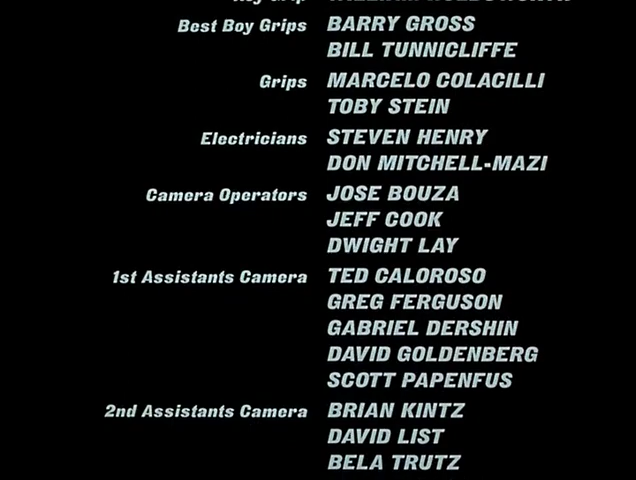 Best Boy Grips BARRY GROSS
BILL TUNNICLIFFE
Grips MARCELO COLACILLI
TOBY STEIN
Electricians STEVEN HENRY
DON MITCHELL-MAZI
Camera Operators JOSE BOUZA
JEFF COOK
DWIGHT LAY
1st Assistants Camera TED CALOROSO
GREG FERGUSON
GABRIEL DERSHIN
DAVID GOLDENBERG
SCOTT PAPENFUS
2nd Assistants Camera BRIAN KINTZ
DAVID LIST
BELA TRUTZ